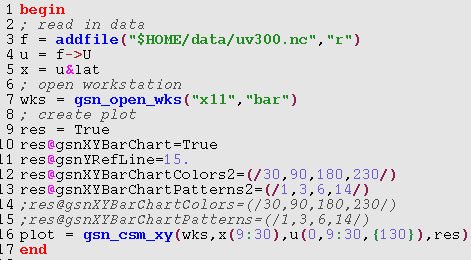 1 begin
2 ; read in data
3 f = addfile("$HOME/data/uv300.nc","r")
4 u = f->U
5 x = u&lat
6 ; open workstation
7 wks = gsn_open_wks("x11","bar")
8 ; create plot
9 res = True
10 res@gsnXYBarChart=True
11 res@gsnYRefLine=15.
12 res@gsnXYBarChartColors2=(/30,90,180,230/)
13 res@gsnXYBarChartPatterns2=(/1,3,6,14/)
14 ;res@gsnXYBarChartColors=(/30,90,180,230/)
15 ;res@gsnXYBarChartPatterns=(/1,3,6,14/)
16 plot = gsn_csm_xy(wks,x(9:30),u(0,9:30,{130}),res)
17 end